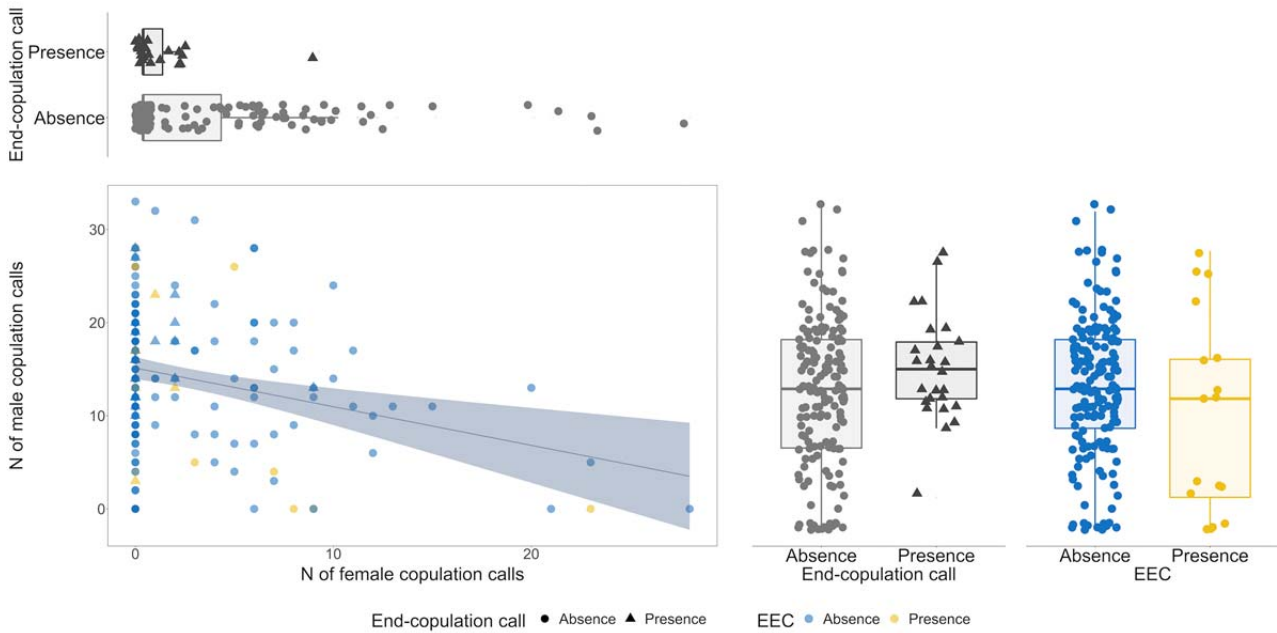 End-copulation call
Presence
Absence
N of male copulation calls
30
20
10
0
0 10 20
N of female copulation calls
Absence Presence
End-copulation call
Absence Presence
EEC
End-copulation call Absence Presence EEC Absence Presence